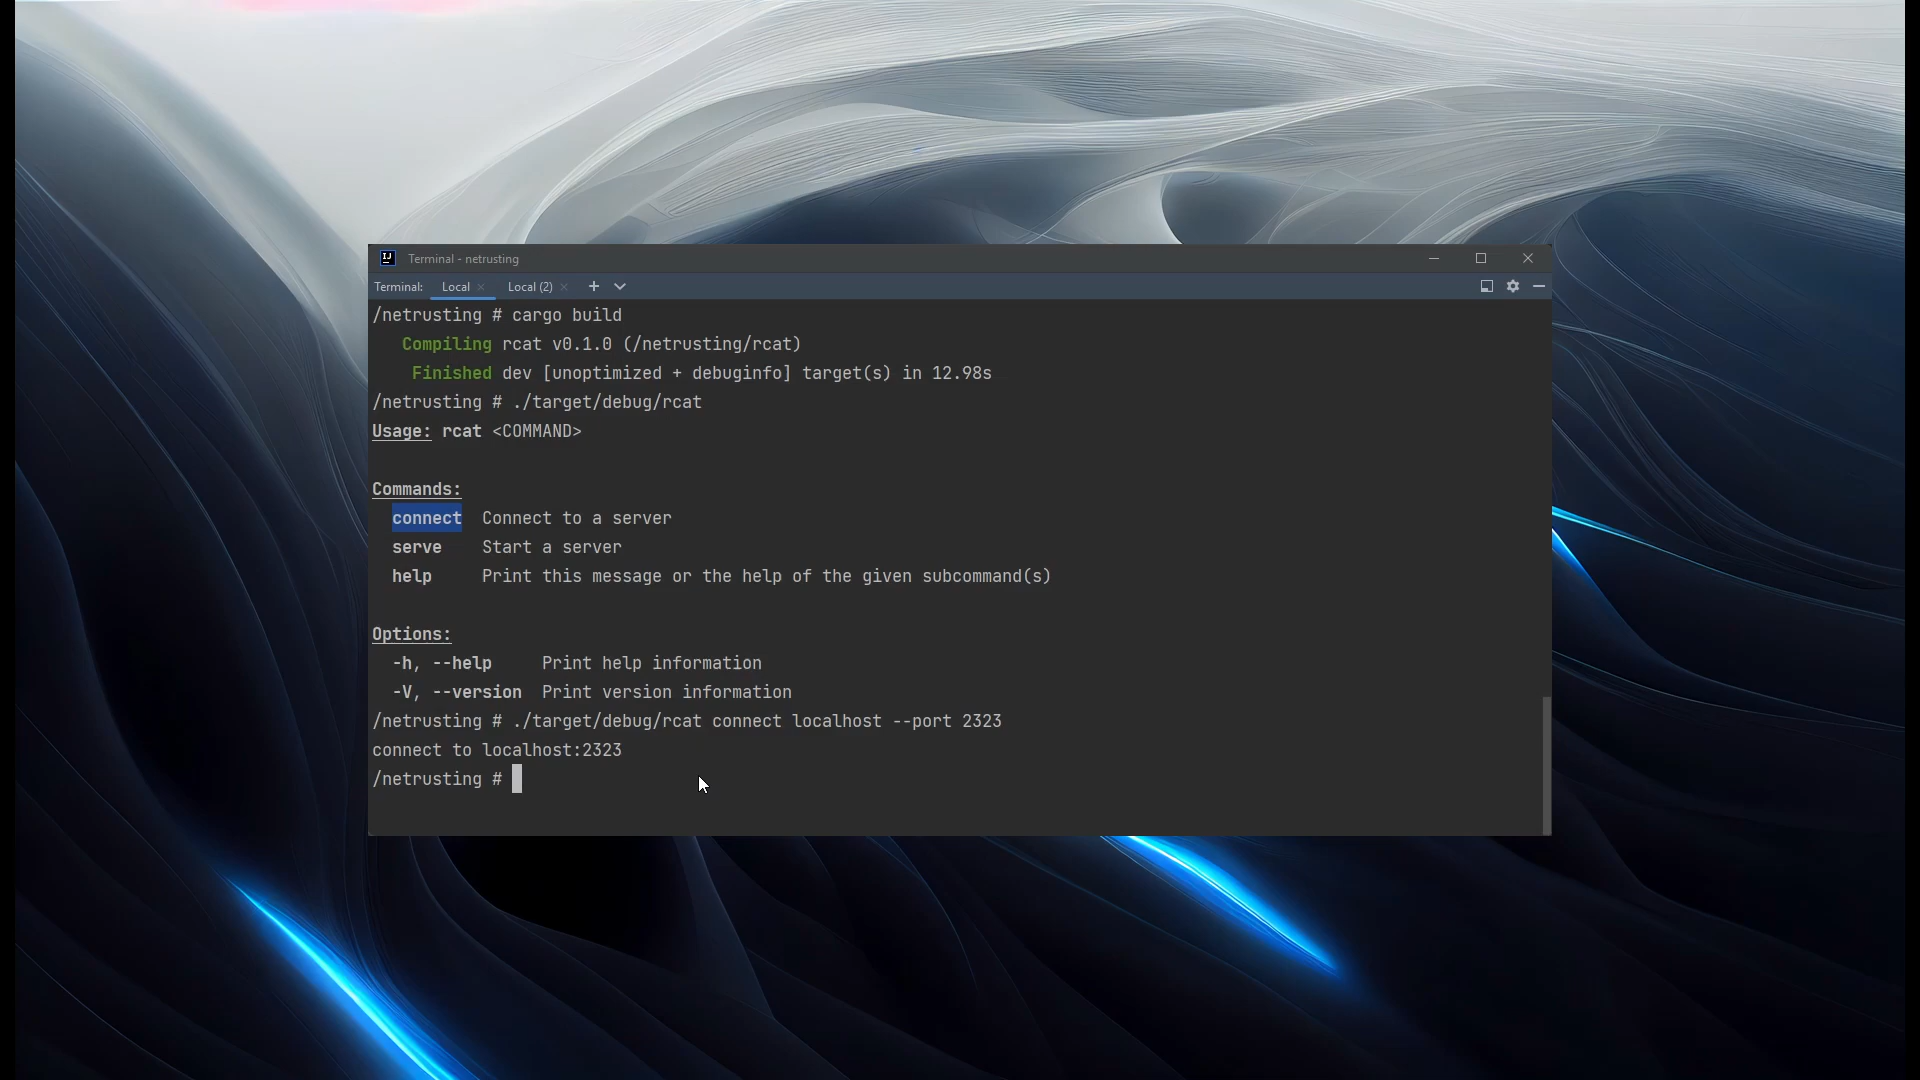 IJ
Terminal - netrusting
Terminal: Local Local (2)
/netrusting # cargo build
Compiling rcat v0.1.0 (/netrusting/rcat)
Finished dev [unoptimized + debuginfo] target(s) in 12.98s
/netrusting # ./target/debug/rcat
Usage: rcat <COMMAND>
Commands:
connect Connect to a server
serve Start a server
help Print this message or the help of the given subcommand(s)
Options:
-h, --help Print help information
-V, --version Print version information
/netrusting # ./target/debug/rcat connect localhost --port 2323
connect to localhost:2323
/netrusting #